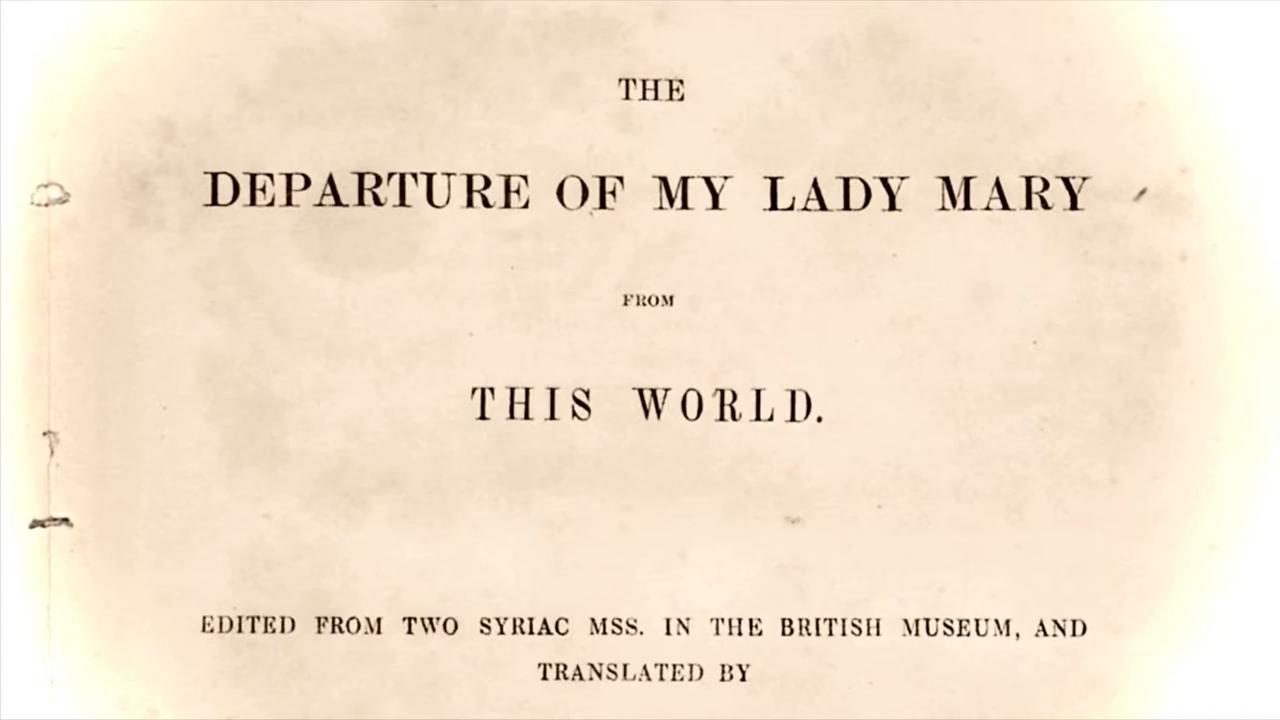 THE
DEPARTURE OF MY LADY MARY
FROM
THIS WORLD.
EDITED FROM TWO SYRIAC MSS. IN THE BRITISH MUSEUM, AND
TRANSLATED BY